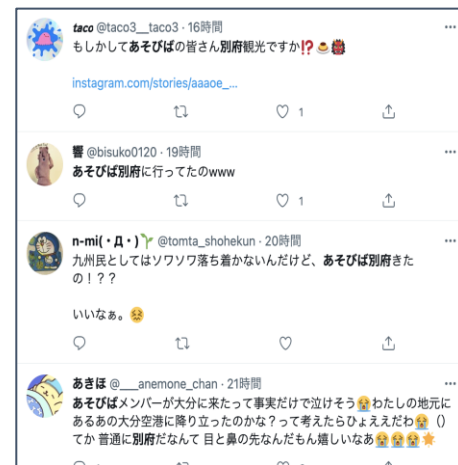 taco @taco3__taco3 · 16時間
もしかしてあそびばの皆さん別府観光ですか⁉️🍮👹
instagram.com/stories/aaaoe_...
1
響 @bisuko0120 · 19時間
あそびば別府に行ってたのwww
1
n-mi(・Д・)🌱 @tomta_shohekun · 20時間
九州民としてはソワソワ落ち着かないんだけど、あそびば別府きた
の！？？
いいなぁ。😖
あきほ @___anemone_chan · 21時間
あそびばメンバーが大分に来たって事実だけで泣けそう😭わたしの地元に
あるあの大分空港に降り立ったのかな？って考えたらひょええだわ😭（）
てか 普通に別府だなんて 目と鼻の先なんだもん嬉しいなあ😭😭😭🌟